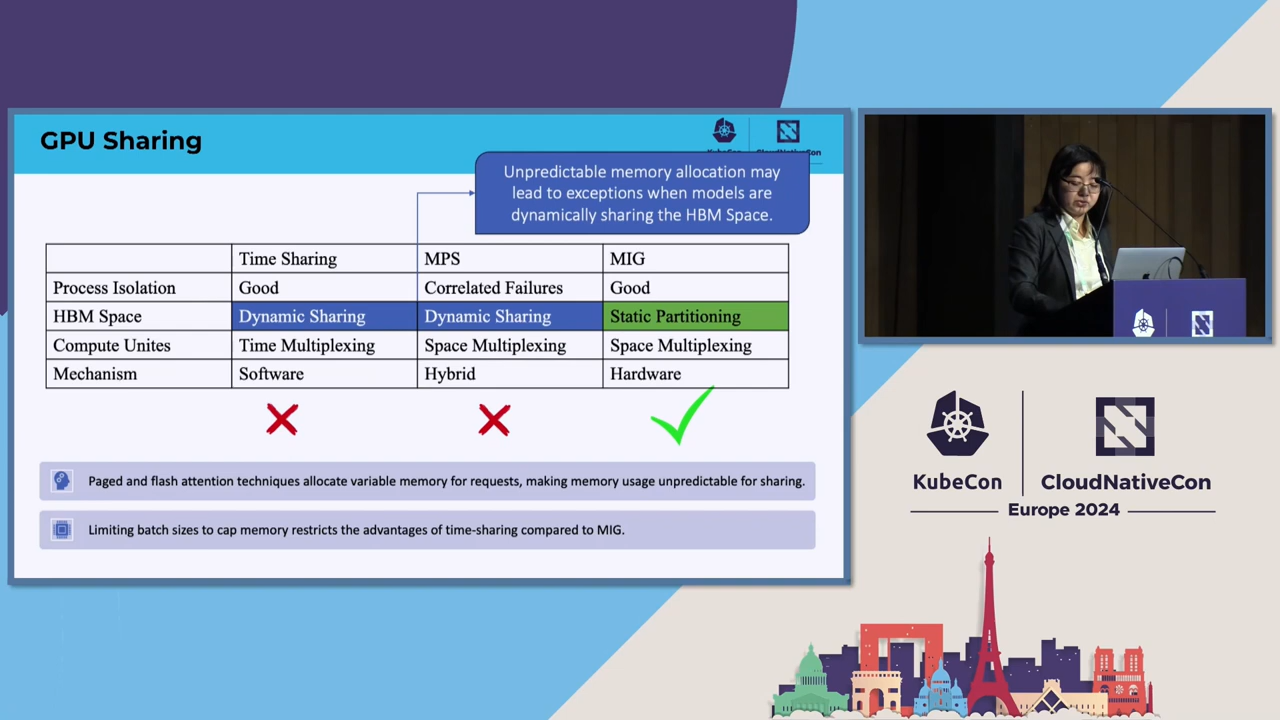 GPU Sharing
KubeCon
CloudNativeCon
Unpredictable memory allocation may
lead to exceptions when models are
dynamically sharing the HBM Space.
Time Sharing MPS MIG
Process Isolation Good Correlated Failures Good
HBM Space Dynamic Sharing Dynamic Sharing Static Partitioning
Compute Unites Time Multiplexing Space Multiplexing Space Multiplexing
Mechanism Software Hybrid Hardware
Paged and flash attention techniques allocate variable memory for requests, making memory usage unpredictable for sharing.
Limiting batch sizes to cap memory restricts the advantages of time-sharing compared to MIG.
KubeCon
CloudNativeCon
Europe 2024